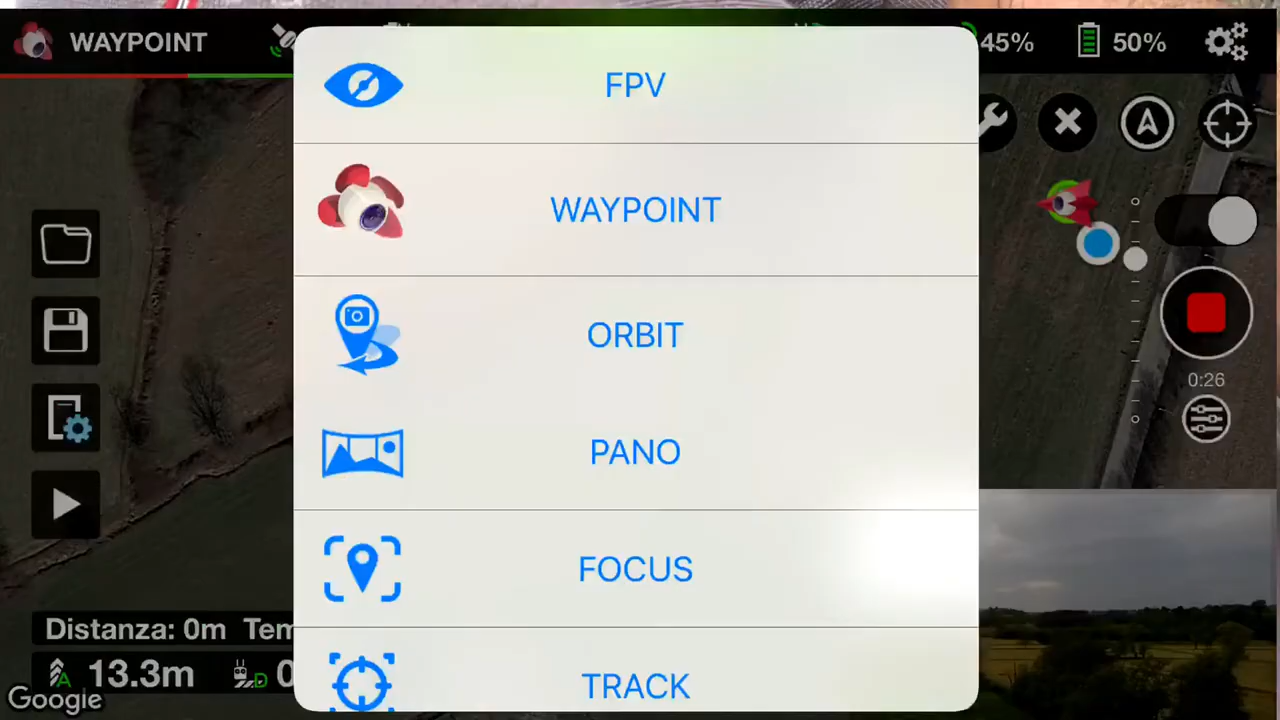 WAYPOINT
45%
50%
FPV
WAYPOINT
ORBIT
PANO
FOCUS
TRACK
0:26
Distanza: 0m
13.3m
Google